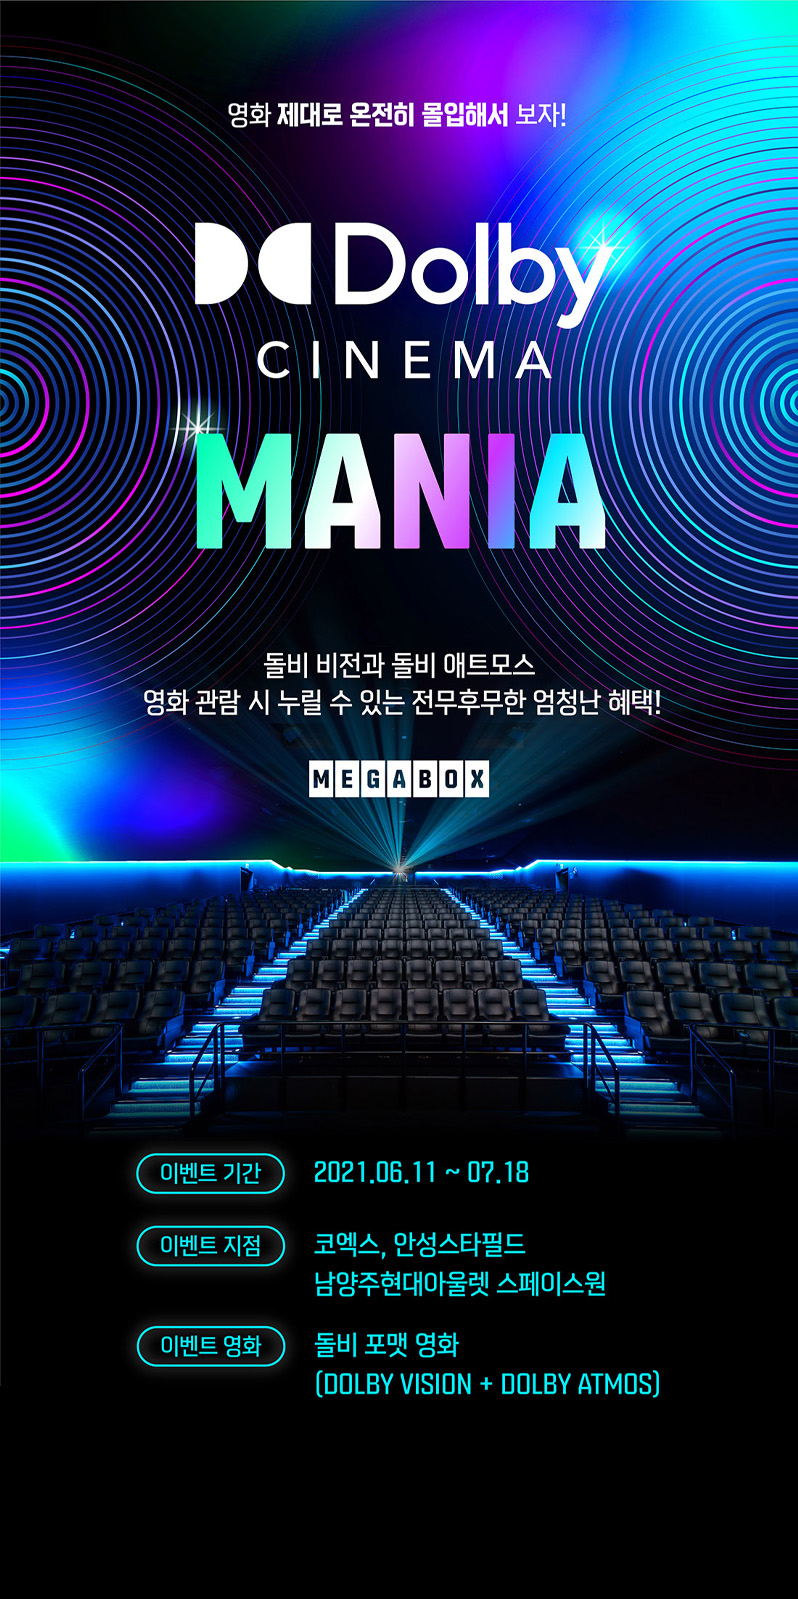 영화 제대로 온전히 몰입해서 보자!
Dolby
CINEMA
MANIA
돌비 비전과 돌비 애트모스
영화 관람 시 누릴 수 있는 전무후무한 엄청난 혜택!
MEGABOX
이벤트 기간 2021.06.11 ~ 07.18
이벤트 지점 코엑스, 안성스타필드
남양주현대아울렛 스페이스원
이벤트 영화 돌비 포맷 영화
(DOLBY VISION + DOLBY ATMOS)